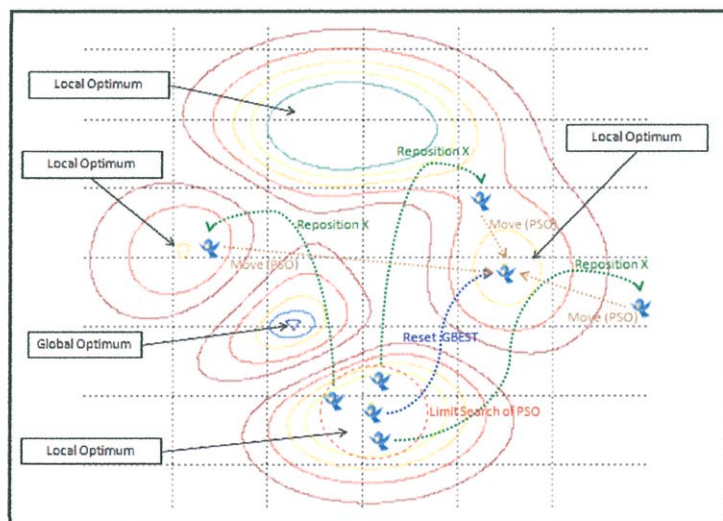 Local Optimum
Reposition X
Local Optimum
Local Optimum
Move (PSO)
Reposition X
Move (PSO)
Reposition X
Move (PSO)
Global Optimum
Reset GBEST
Limit Search of PSO
Local Optimum